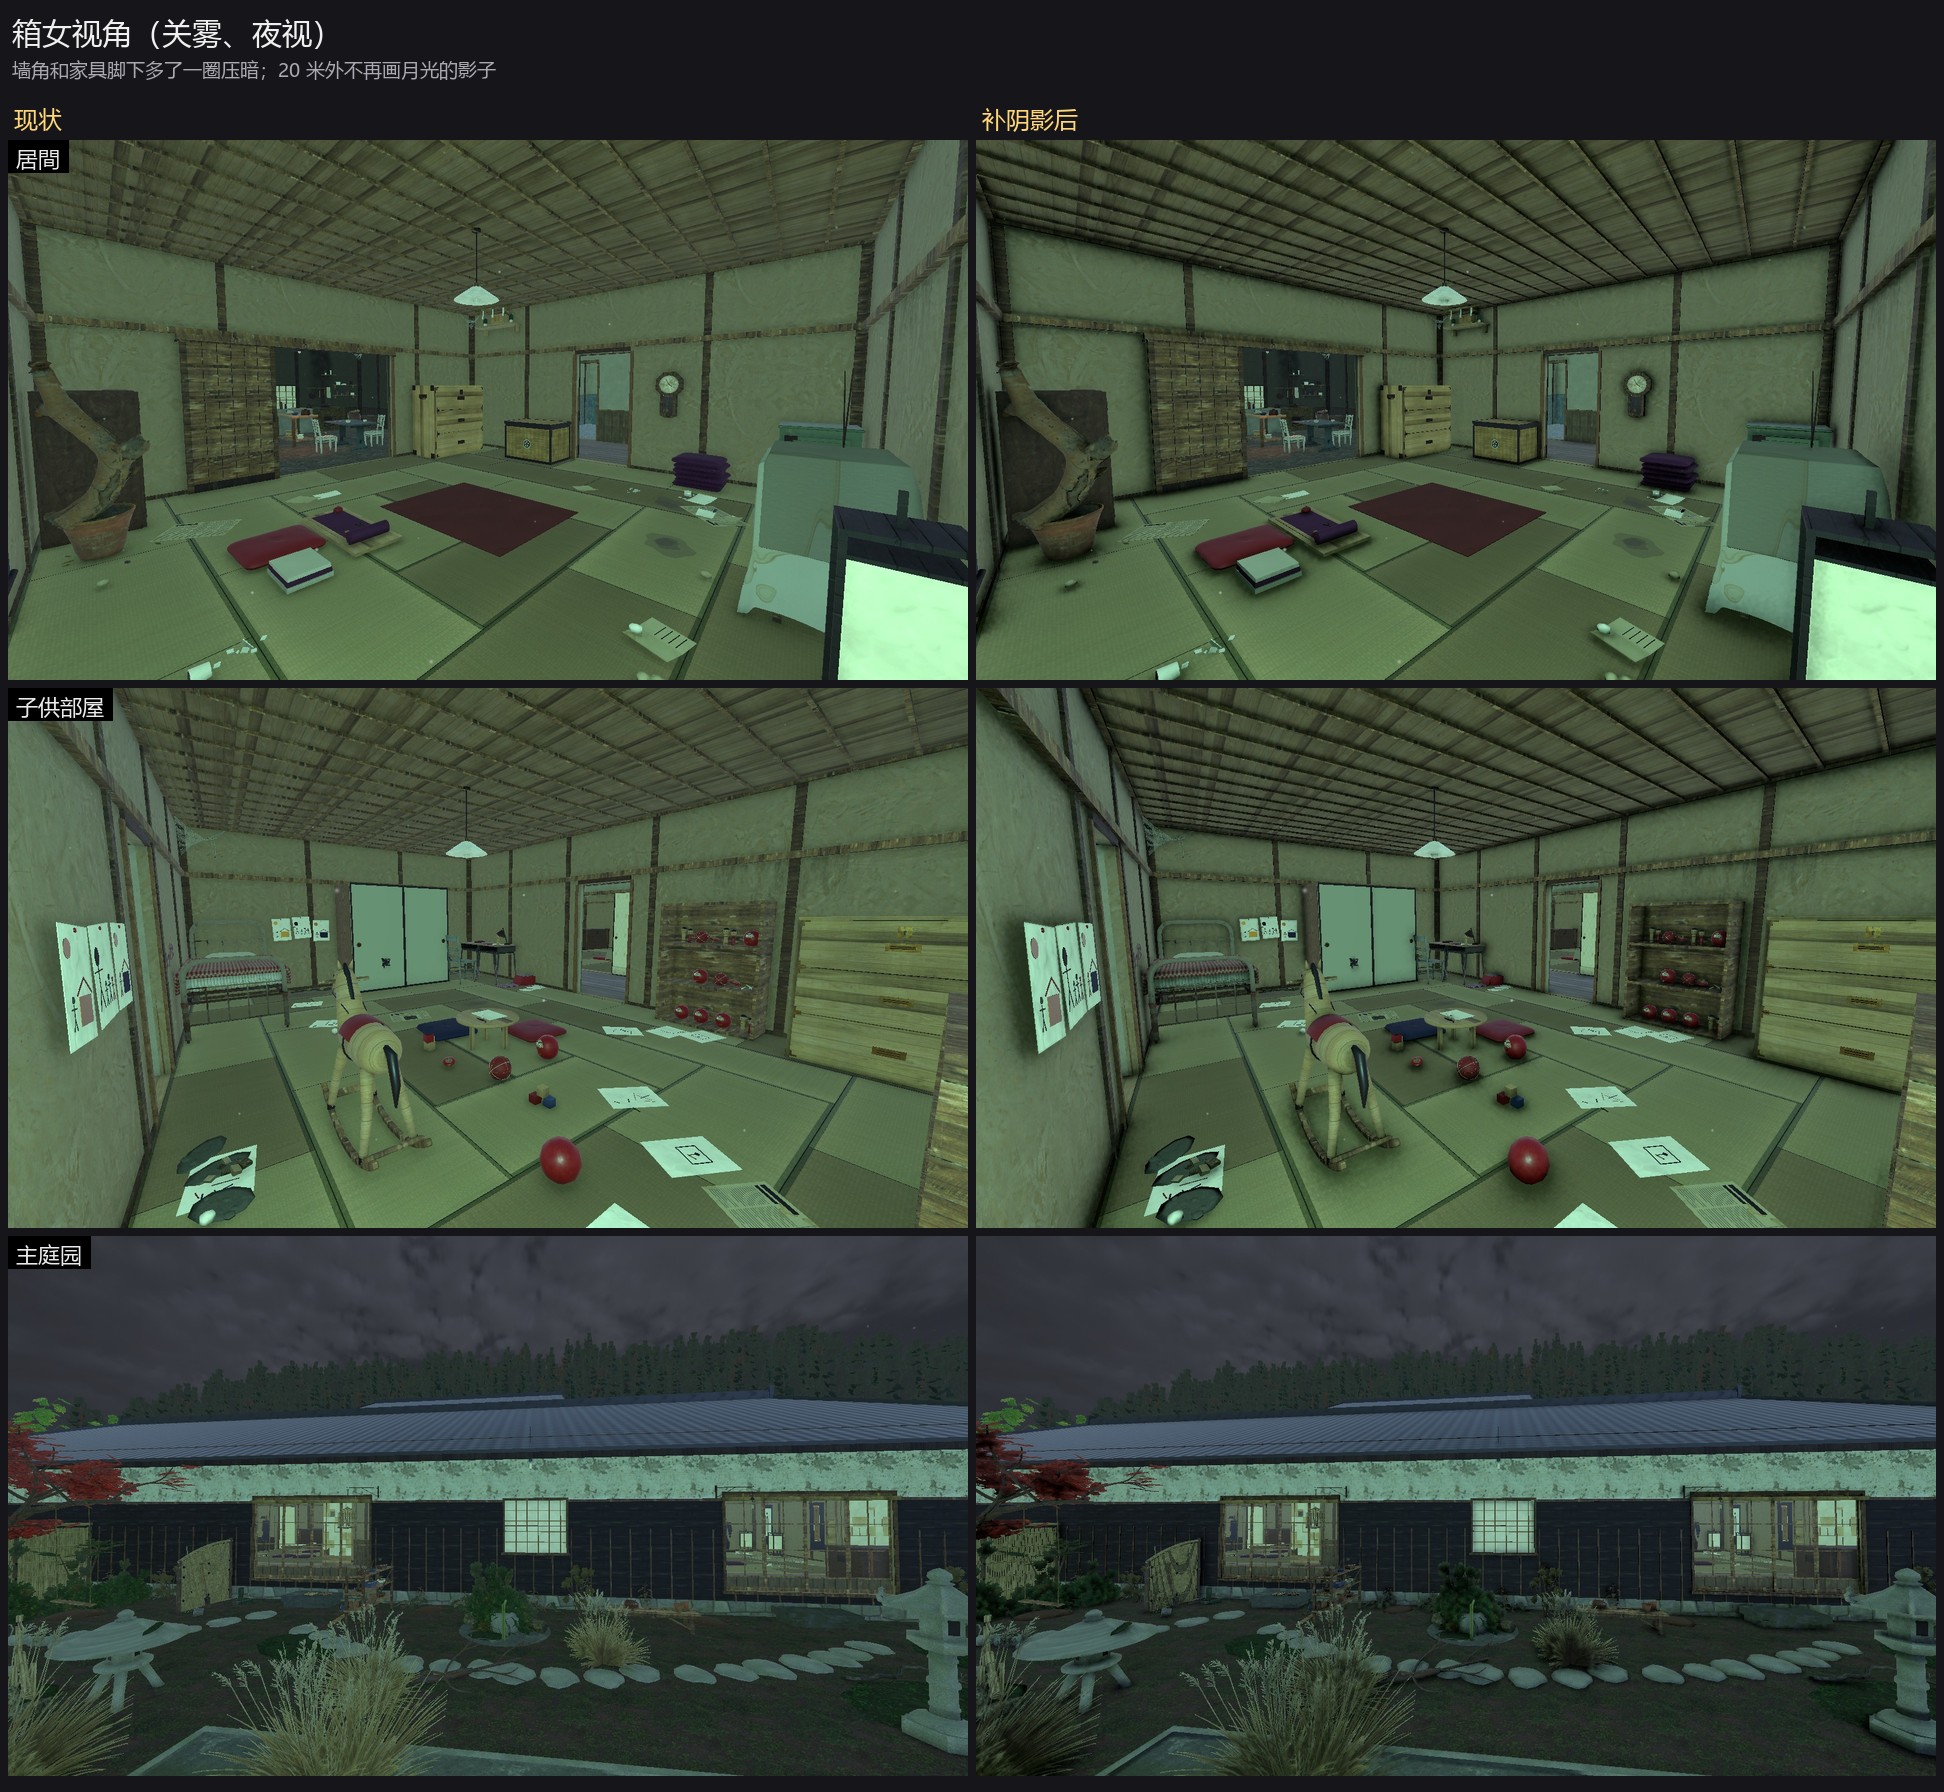 箱女视角（关雾、夜视）
墙角和家具脚下多了一圈压暗；20 米外不再画月光的影子
现状
补阴影后
居間
子供部屋
主庭园